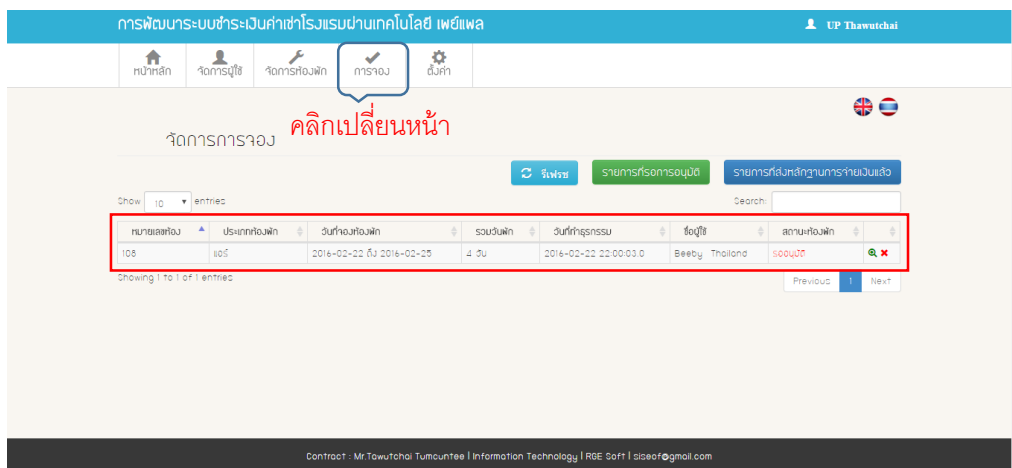 การพัฒนาระบบชำระเงินค่าเช่าโรงแรมผ่านเทคโนโลยี เพย์แพล
UP Thawutchai
หน้าหลัก จัดการผู้ใช้ จัดการห้องพัก การจอง ตั้งค่า
คลิกเปลี่ยนหน้า
จัดการการจอง
รีเฟรช รายการที่รอการอนุมัติ รายการที่ส่งหลักฐานการจ่ายเงินแล้ว
Show 10 entries Search:
หมายเลขห้อง ประเภทห้องพัก วันที่จองห้องพัก รวมวันพัก วันที่ทำธุรกรรม ชื่อผู้ใช้ สถานะห้องพัก
108 แอร์ 2016-02-22 ถึง 2016-02-25 4 วัน 2016-02-22 22:00:03.0 Beeby Thailand รออนุมัติ
Showing 1 to 1 of 1 entries
Previous 1 Next
Contract : Mr.Tawutchai Tumcuntee | Information Technology | RGE Soft | siseof@gmail.com